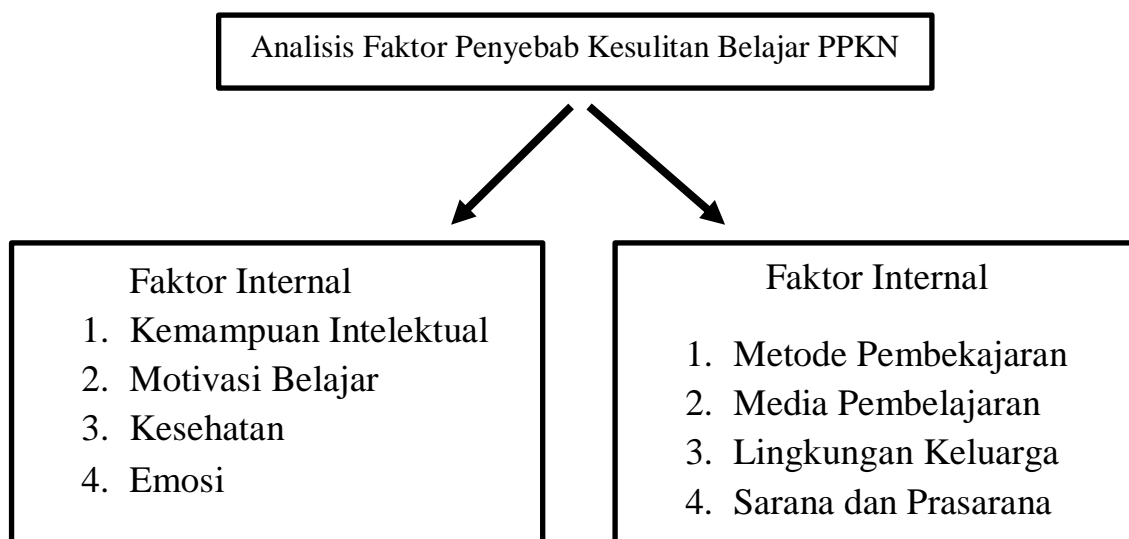 Analisis Faktor Penyebab Kesulitan Belajar PPKN
Faktor Internal
1. Kemampuan Intelektual
2. Motivasi Belajar
3. Kesehatan
4. Emosi
Faktor Internal
1. Metode Pembekajaran
2. Media Pembelajaran
3. Lingkungan Keluarga
4. Sarana dan Prasarana